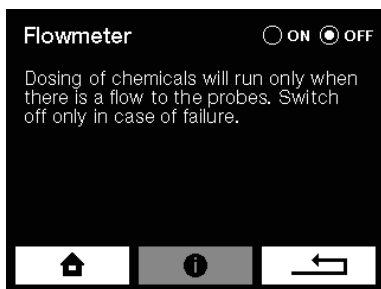 Flowmeter ON OFF
Dosing of chemicals will run only when
there is a flow to the probes. Switch
off only in case of failure.